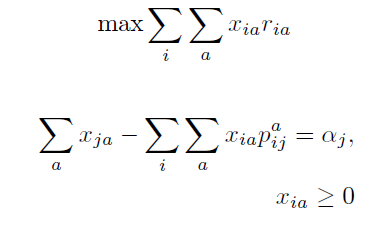 max ∑_i ∑_a x_{ia} r_{ia}
∑_a x_{ja} − ∑_i ∑_a x_{ia} p^a_{ij} = α_j,
x_{ia} ≥ 0